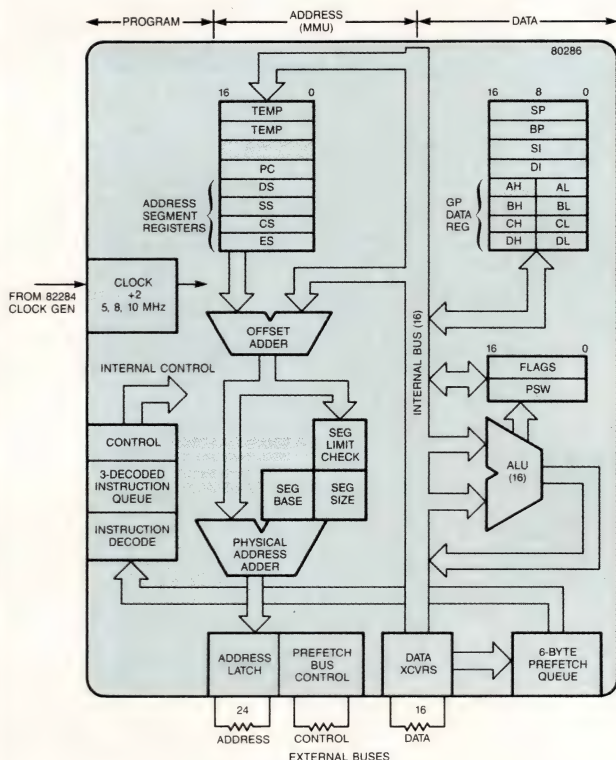 PROGRAM
ADDRESS
(MMU)
DATA
80286
16 0
TEMP
TEMP
PC
DS
SS
CS
ES
ADDRESS
SEGMENT
REGISTERS
16 8 0
SP
BP
SI
DI
AH AL
BH BL
CH CL
DH DL
GP
DATA
REG
FROM 82284
CLOCK GEN
CLOCK
+2
5, 8, 10 MHz
OFFSET
ADDER
INTERNAL BUS (16)
16 0
FLAGS
PSW
INTERNAL CONTROL
CONTROL
3-DECODED
INSTRUCTION
QUEUE
INSTRUCTION
DECODE
SEG
LIMIT
CHECK
SEG
BASE
SEG
SIZE
ALU
(16)
PHYSICAL
ADDRESS
ADDER
ADDRESS
LATCH
PREFETCH
BUS
CONTROL
DATA
XCVRS
6-BYTE
PREFETCH
QUEUE
24
ADDRESS
CONTROL
16
DATA
EXTERNAL BUSES